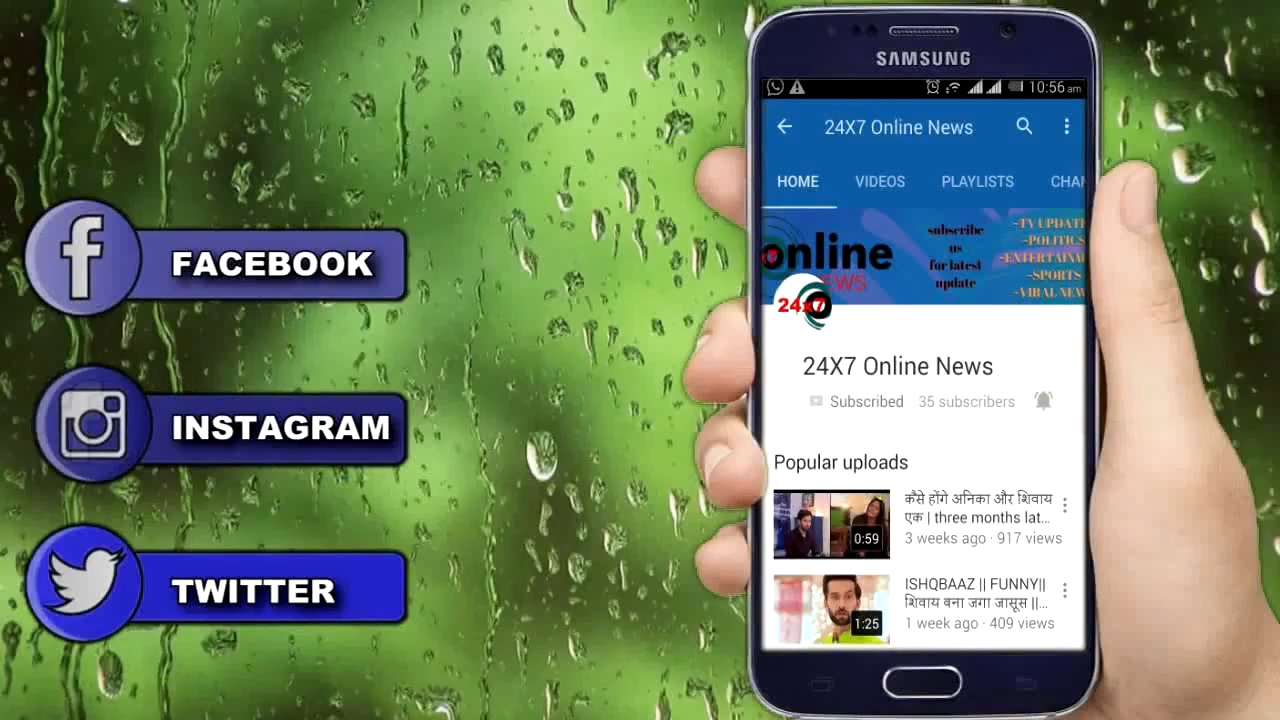 FACEBOOK
INSTAGRAM
TWITTER
SAMSUNG
10:56 am
24X7 Online News
HOME VIDEOS PLAYLISTS CHAN
online
NEWS
subscribe
us
for latest
update
~TV UPDATE
~POLITICS
~ENTERTAINM
~SPORTS
~VIRAL NEW
24x7
24X7 Online News
Subscribed 35 subscribers
Popular uploads
कैसे होंगे अनिका और शिवाय
एक | three months lat...
3 weeks ago · 917 views
0:59
ISHQBAAZ || FUNNY||
शिवाय बना जगा जासूस ||...
1 week ago · 409 views
1:25